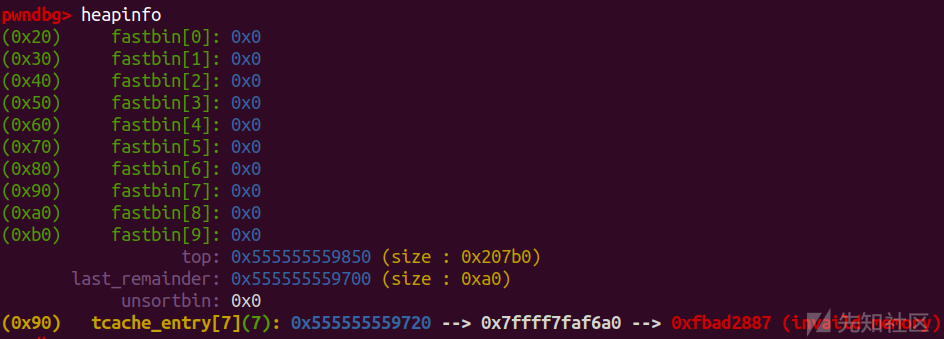 pwndbg> heapinfo
(0x20)     fastbin[0]: 0x0
(0x30)     fastbin[1]: 0x0
(0x40)     fastbin[2]: 0x0
(0x50)     fastbin[3]: 0x0
(0x60)     fastbin[4]: 0x0
(0x70)     fastbin[5]: 0x0
(0x80)     fastbin[6]: 0x0
(0x90)     fastbin[7]: 0x0
(0xa0)     fastbin[8]: 0x0
(0xb0)     fastbin[9]: 0x0
top: 0x555555559850 (size : 0x207b0)
last_remainder: 0x555555559700 (size : 0xa0)
unsortbin: 0x0
(0x90)   tcache_entry[7](7): 0x555555559720 --> 0x7ffff7faf6a0 --> 0xfbad2887 (invaild memory)
先知社区